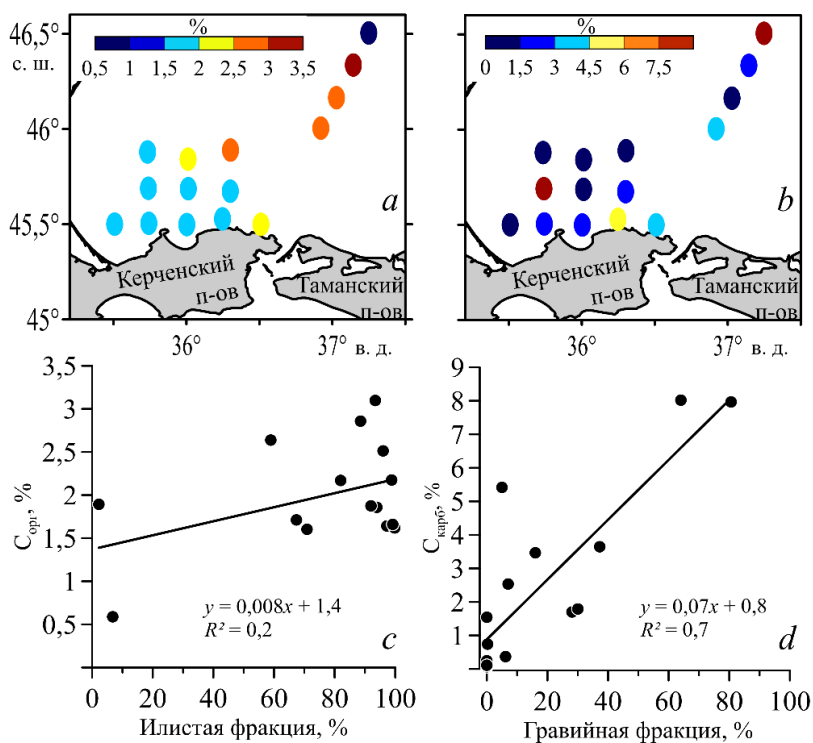 %
0,5 1 1,5 2 2,5 3 3,5
46,5°
с. ш.
46°
45,5°
45°
a
Керченский
п-ов
Таманский
п-ов
36° 37° в. д.
%
0 1,5 3 4,5 6 7,5
b
Керченский
п-ов
Таманский
п-ов
36° 37° в. д.
3,5
3
2,5
2
1,5
1
0,5
Cорг, %
y = 0,008x + 1,4
R² = 0,2
c
0 20 40 60 80 100
Илистая фракция, %
9
8
7
6
5
4
3
2
1
Cкарб, %
y = 0,07x + 0,8
R² = 0,7
d
0 20 40 60 80 100
Гравийная фракция, %